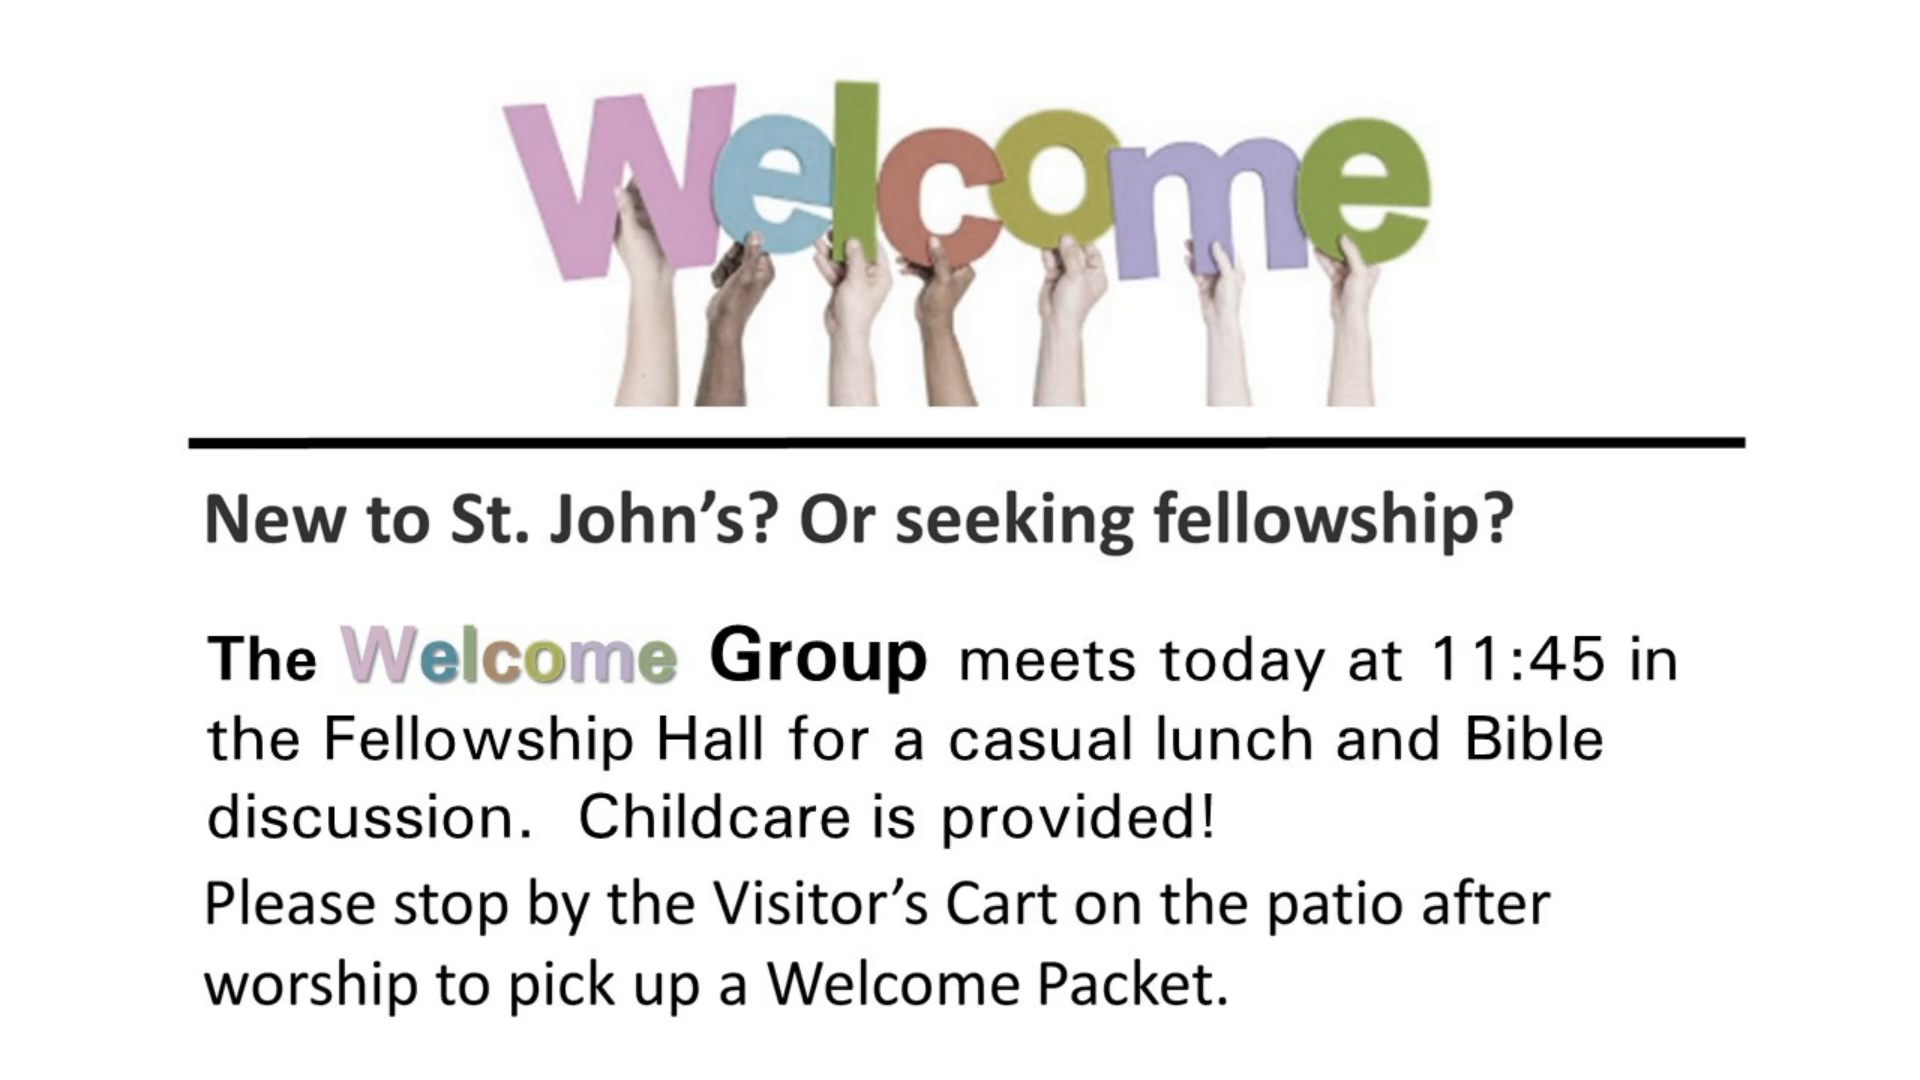 Welcome
New to St. John’s? Or seeking fellowship?
The Welcome Group meets today at 11:45 in
the Fellowship Hall for a casual lunch and Bible
discussion. Childcare is provided!
Please stop by the Visitor’s Cart on the patio after
worship to pick up a Welcome Packet.